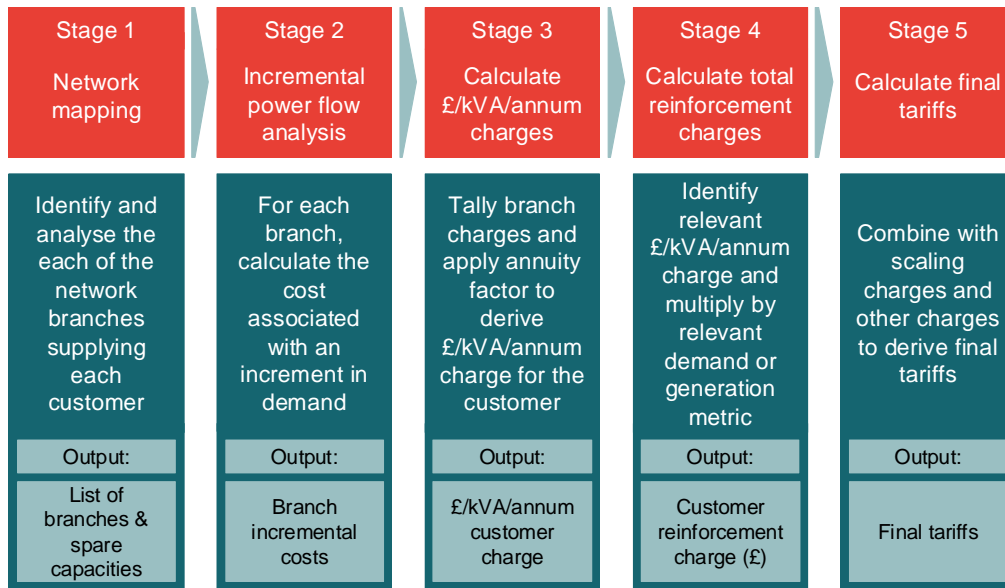 Stage 1
Network
mapping
Stage 2
Incremental
power flow
analysis
Stage 3
Calculate
£/kVA/annum
charges
Stage 4
Calculate total
reinforcement
charges
Stage 5
Calculate final
tariffs
Identify and
analyse the
each of the
network
branches
supplying
each
customer
For each
branch,
calculate the
cost
associated
with an
increment in
demand
Tally branch
charges and
apply annuity
factor to
derive
£/kVA/annum
charge for the
customer
Identify
relevant
£/kVA/annum
charge and
multiply by
relevant
demand or
generation
metric
Combine with
scaling
charges and
other charges
to derive final
tariffs
Output:
List of
branches &
spare
capacities
Output:
Branch
incremental
costs
Output:
£/kVA/annum
customer
charge
Output:
Customer
reinforcement
charge (£)
Output:
Final tariffs